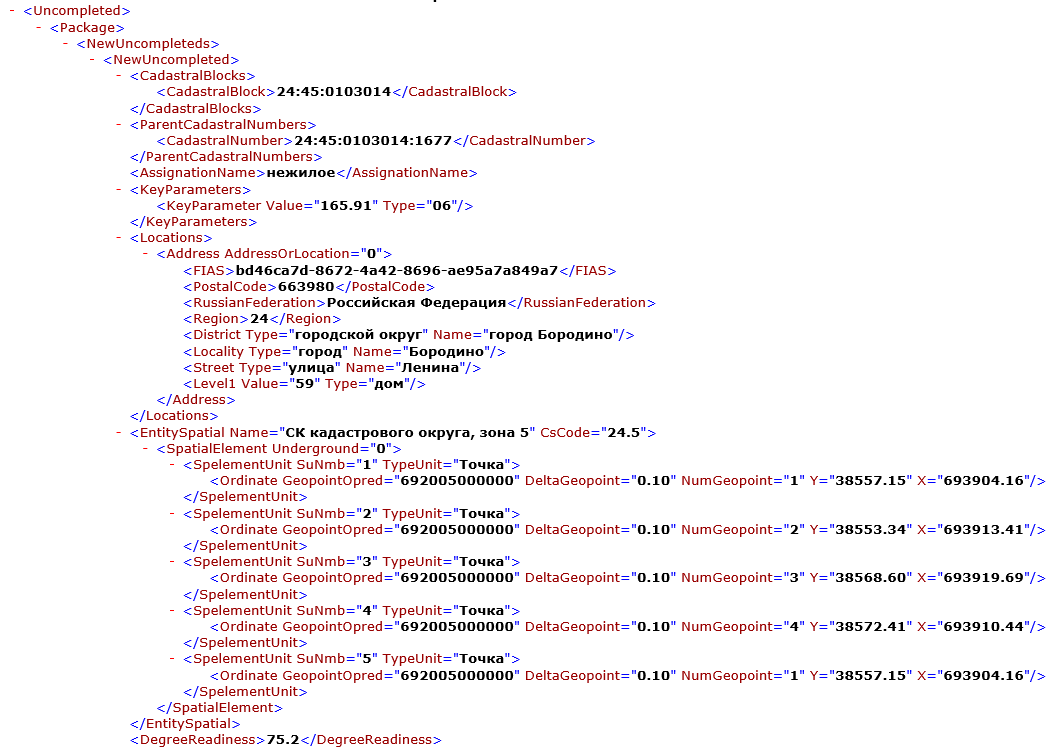 - <Uncompleted>
- <Package>
- <NewUncompleteds>
- <NewUncompleted>
- <CadastralBlocks>
<CadastralBlock>24:45:0103014</CadastralBlock>
</CadastralBlocks>
- <ParentCadastralNumbers>
<CadastralNumber>24:45:0103014:1677</CadastralNumber>
</ParentCadastralNumbers>
<AssignationName>нежилое</AssignationName>
- <KeyParameters>
<KeyParameter Value="165.91" Type="06"/>
</KeyParameters>
- <Locations>
- <Address AddressOrLocation="0">
<FIAS>bd46ca7d-8672-4a42-8696-ae95a7a849a7</FIAS>
<PostalCode>663980</PostalCode>
<RussianFederation>Российская Федерация</RussianFederation>
<Region>24</Region>
<District Type="городской округ" Name="город Бородино"/>
<Locality Type="город" Name="Бородино"/>
<Street Type="улица" Name="Ленина"/>
<Level1 Value="59" Type="дом"/>
</Address>
</Locations>
- <EntitySpatial Name="СК кадастрового округа, зона 5" CsCode="24.5">
- <SpatialElement Underground="0">
- <SpelementUnit SuNmb="1" TypeUnit="Точка">
<Ordinate GeopointOpred="692005000000" DeltaGeopoint="0.10" NumGeopoint="1" Y="38557.15" X="693904.16"/>
</SpelementUnit>
- <SpelementUnit SuNmb="2" TypeUnit="Точка">
<Ordinate GeopointOpred="692005000000" DeltaGeopoint="0.10" NumGeopoint="2" Y="38553.34" X="693913.41"/>
</SpelementUnit>
- <SpelementUnit SuNmb="3" TypeUnit="Точка">
<Ordinate GeopointOpred="692005000000" DeltaGeopoint="0.10" NumGeopoint="3" Y="38568.60" X="693919.69"/>
</SpelementUnit>
- <SpelementUnit SuNmb="4" TypeUnit="Точка">
<Ordinate GeopointOpred="692005000000" DeltaGeopoint="0.10" NumGeopoint="4" Y="38572.41" X="693910.44"/>
</SpelementUnit>
- <SpelementUnit SuNmb="5" TypeUnit="Точка">
<Ordinate GeopointOpred="692005000000" DeltaGeopoint="0.10" NumGeopoint="1" Y="38557.15" X="693904.16"/>
</SpelementUnit>
</SpatialElement>
</EntitySpatial>
<DegreeReadiness>75.2</DegreeReadiness>